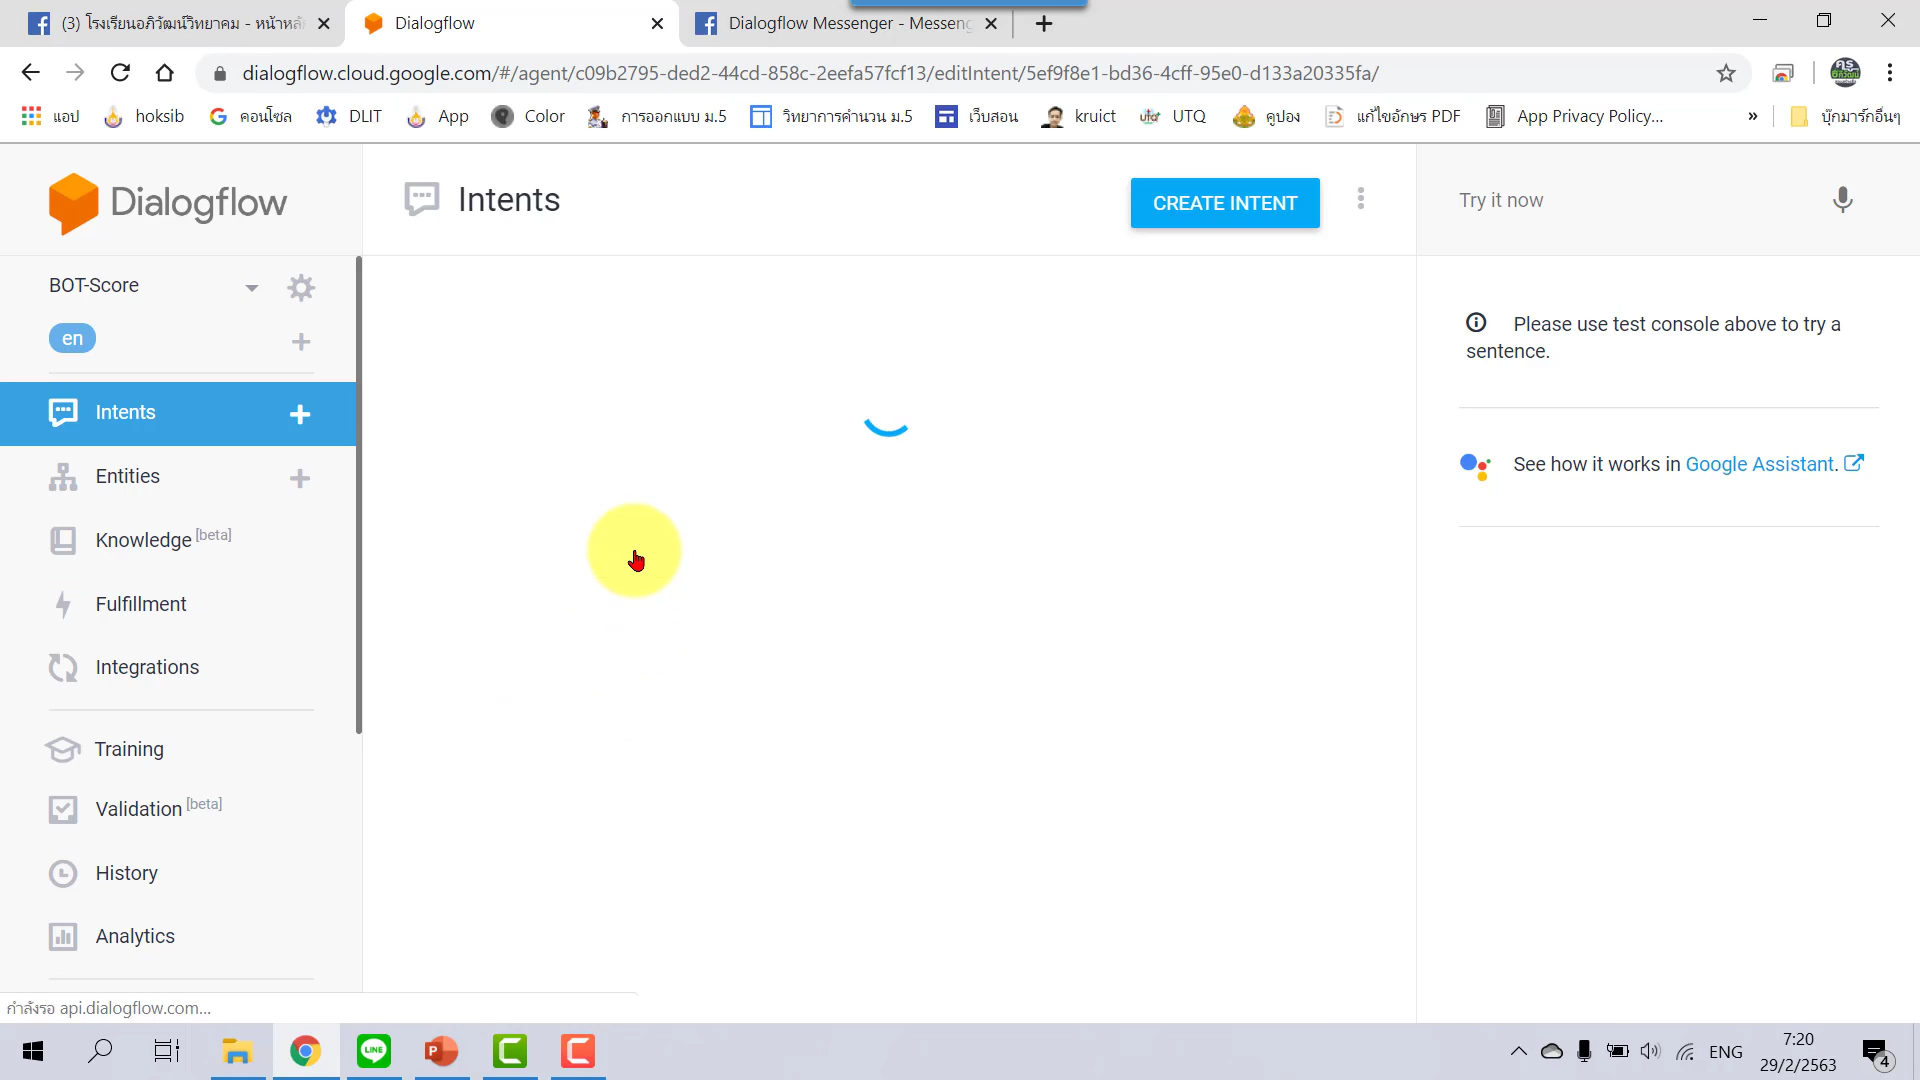 (3) โรงเรียนอภิวัฒน์วิทยาคม - หน้าหลั
Dialogflow
Dialogflow Messenger - Messeng
dialogflow.cloud.google.com/#/agent/c09b2795-ded2-44cd-858c-2eefa57fcf13/editIntent/5ef9f8e1-bd36-4cff-95e0-d133a20335fa/
แอป
hoksib
คอนโซล
DLIT
App
Color
การออกแบบ ม.5
วิทยาการคำนวน ม.5
เว็บสอน
kruict
UTQ
คูปอง
แก้ไขอักษร PDF
App Privacy Policy...
»
บุ๊กมาร์กอื่นๆ
Dialogflow
Intents
CREATE INTENT
Try it now
BOT-Score
en
Please use test console above to try a
sentence.
Intents
See how it works in Google Assistant.
Entities
Knowledge [beta]
Fulfillment
Integrations
Training
Validation [beta]
History
Analytics
กำลังรอ api.dialogflow.com...
LINE
ENG
7:20
29/2/2563
4